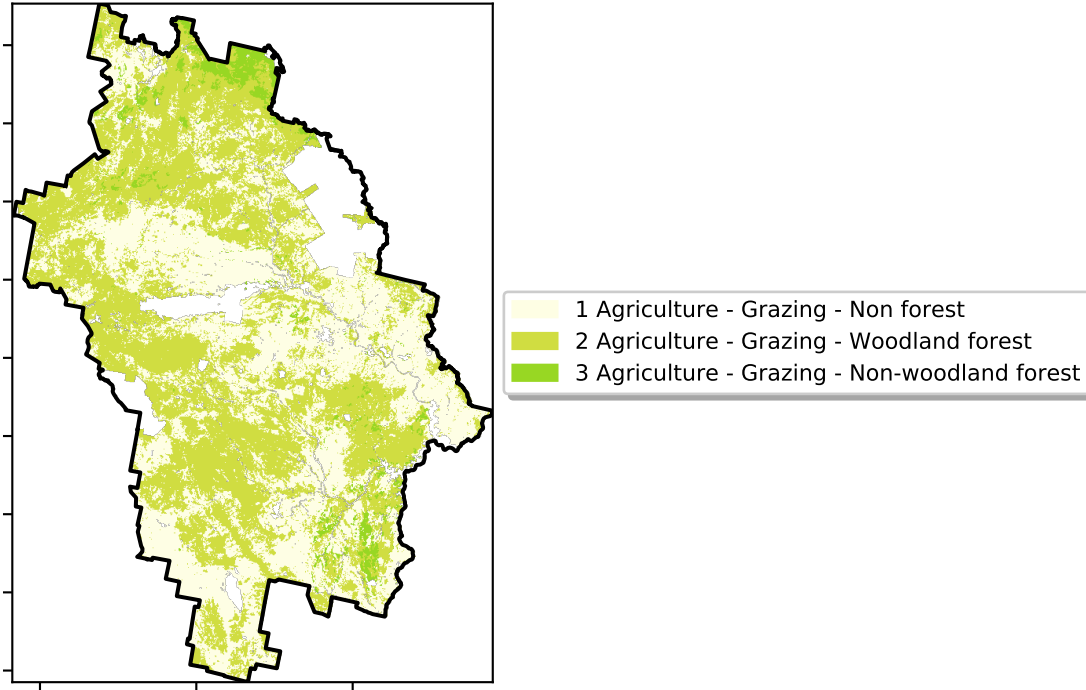 1 Agriculture - Grazing - Non forest
2 Agriculture - Grazing - Woodland forest
3 Agriculture - Grazing - Non-woodland forest